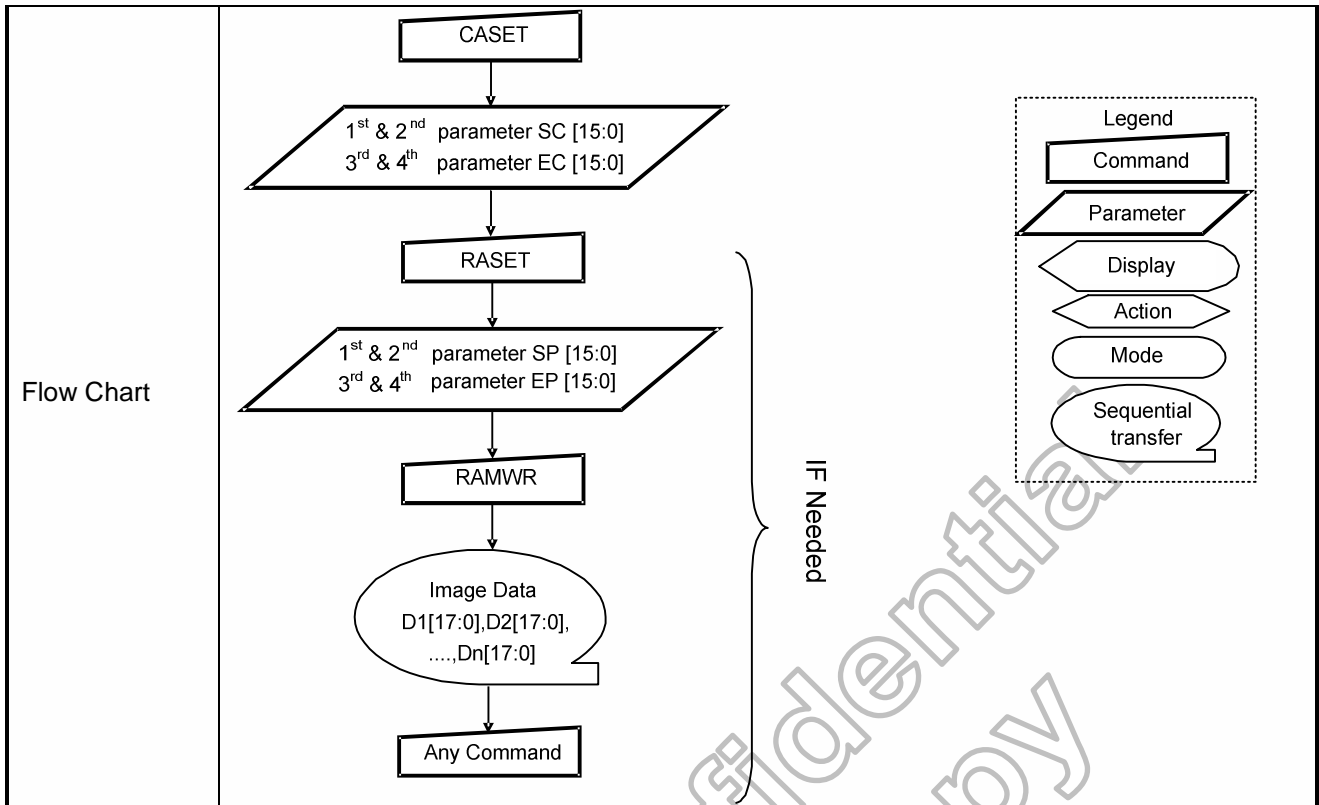 Flow Chart
CASET
1st & 2nd parameter SC [15:0]
3rd & 4th parameter EC [15:0]
RASET
1st & 2nd parameter SP [15:0]
3rd & 4th parameter EP [15:0]
RAMWR
Image Data
D1[17:0],D2[17:0],
....,Dn[17:0]
Any Command
IF Needed
Legend
Command
Parameter
Display
Action
Mode
Sequential
transfer